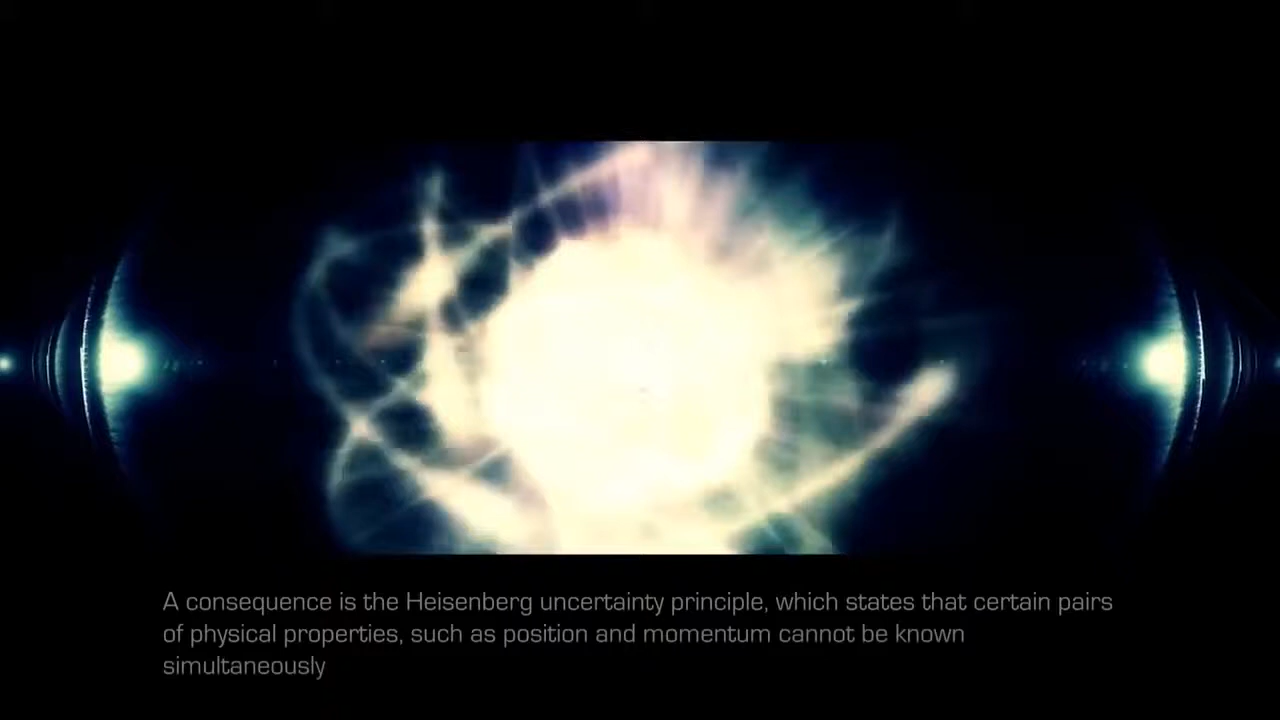 A consequence is the Heisenberg uncertainty principle, which states that certain pairs
of physical properties, such as position and momentum cannot be known
simultaneously